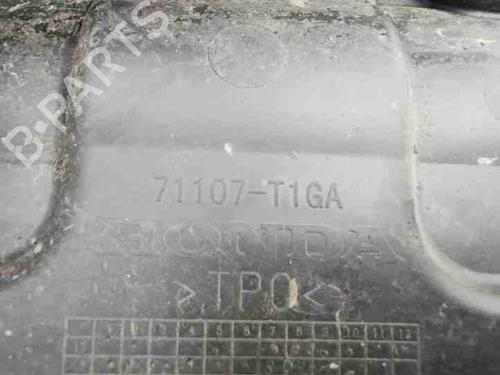 B-PARTS
71107-T1GA
HONDA
>TPO<
1 2 3 4 5 6 7 8 9 10 11 12